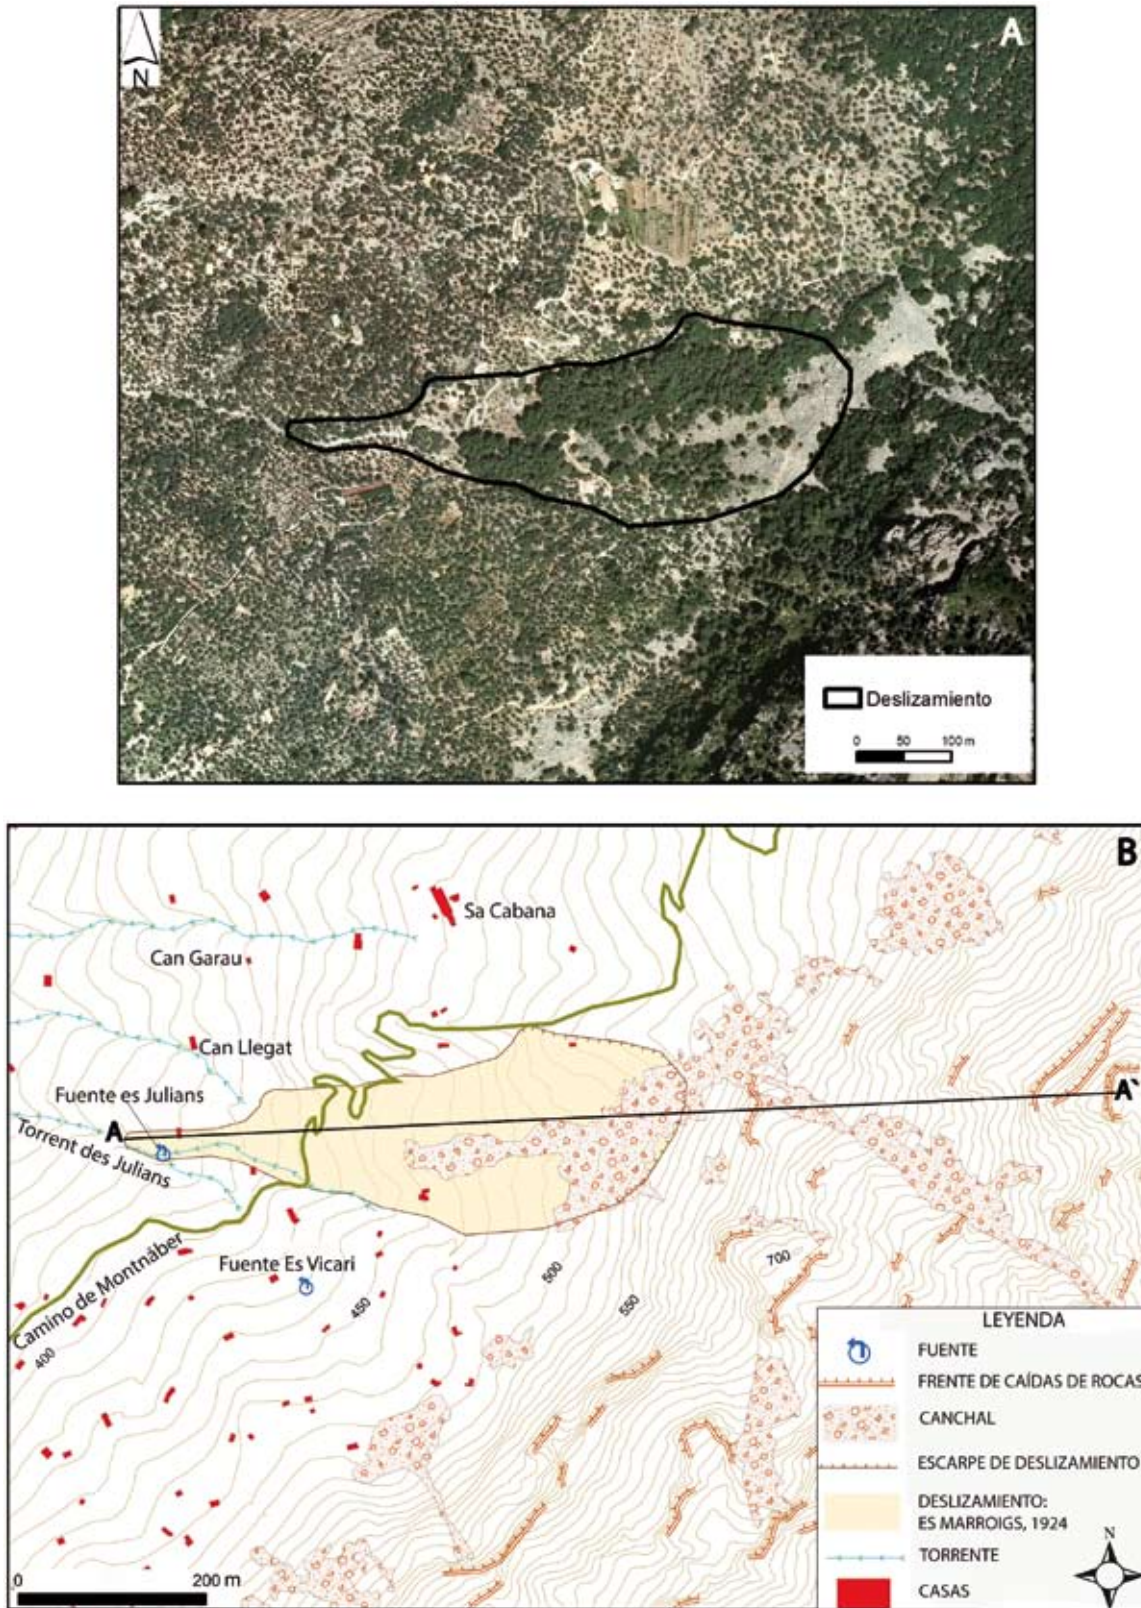 N
A
Deslizamiento
0 50 100 m
B
Sa Cabana
Can Garau
Can Llegat
Fuente es Julians
A
A`
Torrent des Julians
Fuente Es Vicari
Camino de Montnáber
400
450
500
550
700
LEYENDA
FUENTE
FRENTE DE CAÍDAS DE ROCAS
CANCHAL
ESCARPE DE DESLIZAMIENTO
DESLIZAMIENTO:
ES MARROIGS, 1924
TORRENTE
CASAS
N
0 200 m